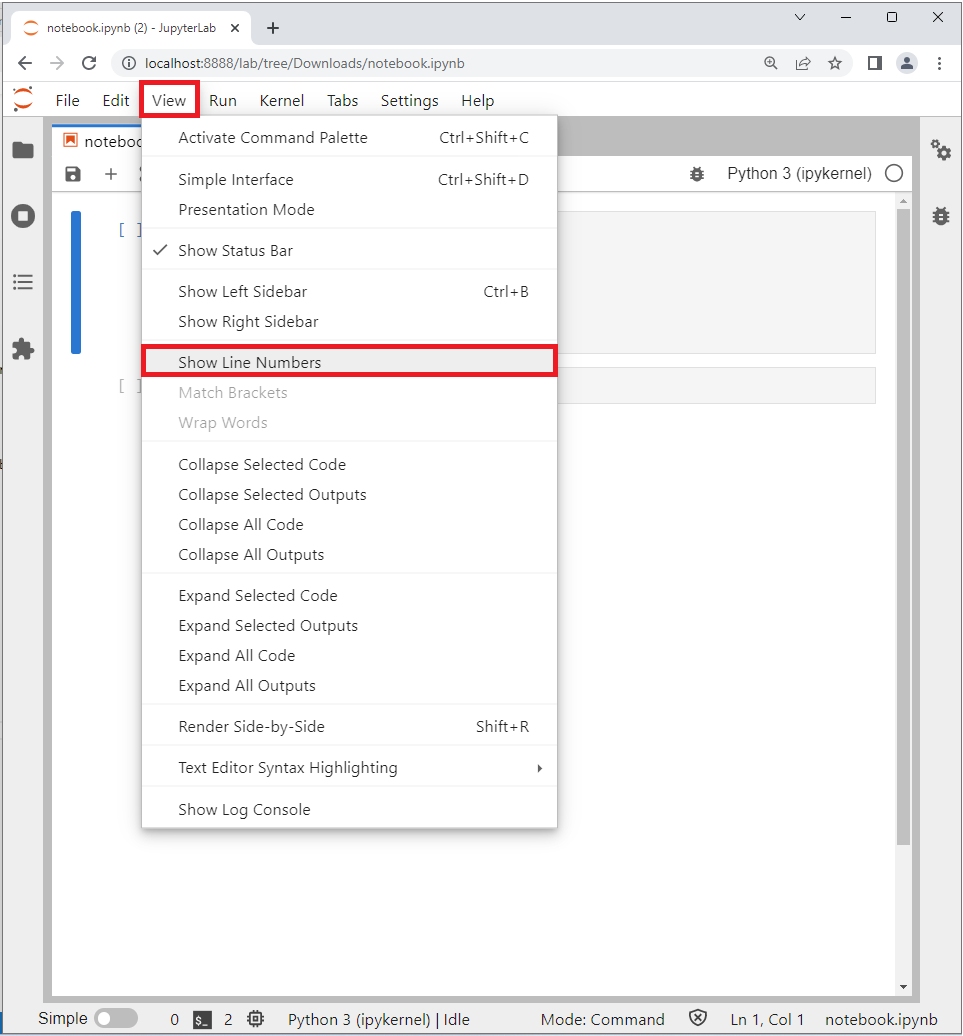 notebook.ipynb (2) - JupyterLab
localhost:8888/lab/tree/Downloads/notebook.ipynb
File Edit View Run Kernel Tabs Settings Help
Activate Command Palette Ctrl+Shift+C
Python 3 (ipykernel)
Simple Interface Ctrl+Shift+D
Presentation Mode
[ ]
Show Status Bar
Show Left Sidebar Ctrl+B
Show Right Sidebar
Show Line Numbers
[ ]
Match Brackets
Wrap Words
Collapse Selected Code
Collapse Selected Outputs
Collapse All Code
Collapse All Outputs
Expand Selected Code
Expand Selected Outputs
Expand All Code
Expand All Outputs
Render Side-by-Side Shift+R
Text Editor Syntax Highlighting
Show Log Console
Simple 0 $_ 2 Python 3 (ipykernel) | Idle Mode: Command Ln 1, Col 1 notebook.ipynb